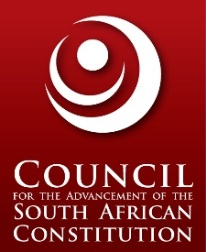 COUNCIL
FOR THE ADVANCEMENT OF THE
SOUTH AFRICAN
CONSTITUTION